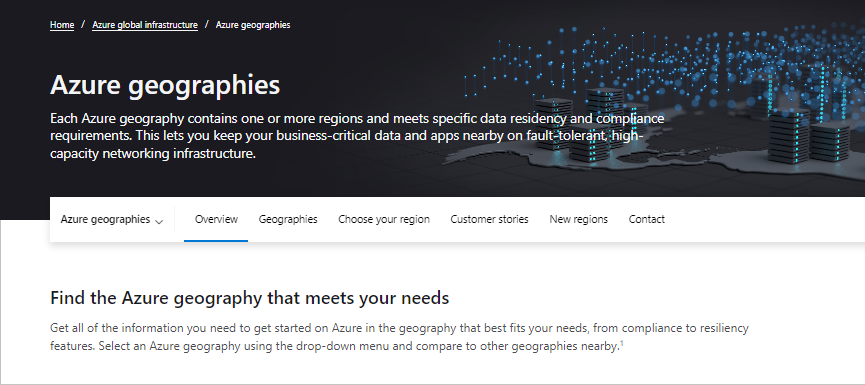 Home / Azure global infrastructure / Azure geographies
Azure geographies
Each Azure geography contains one or more regions and meets specific data residency and compliance
requirements. This lets you keep your business-critical data and apps nearby on fault-tolerant, high-
capacity networking infrastructure.
Azure geographies Overview Geographies Choose your region Customer stories New regions Contact
Find the Azure geography that meets your needs
Get all of the information you need to get started on Azure in the geography that best fits your needs, from compliance to resiliency
features. Select an Azure geography using the drop-down menu and compare to other geographies nearby.¹